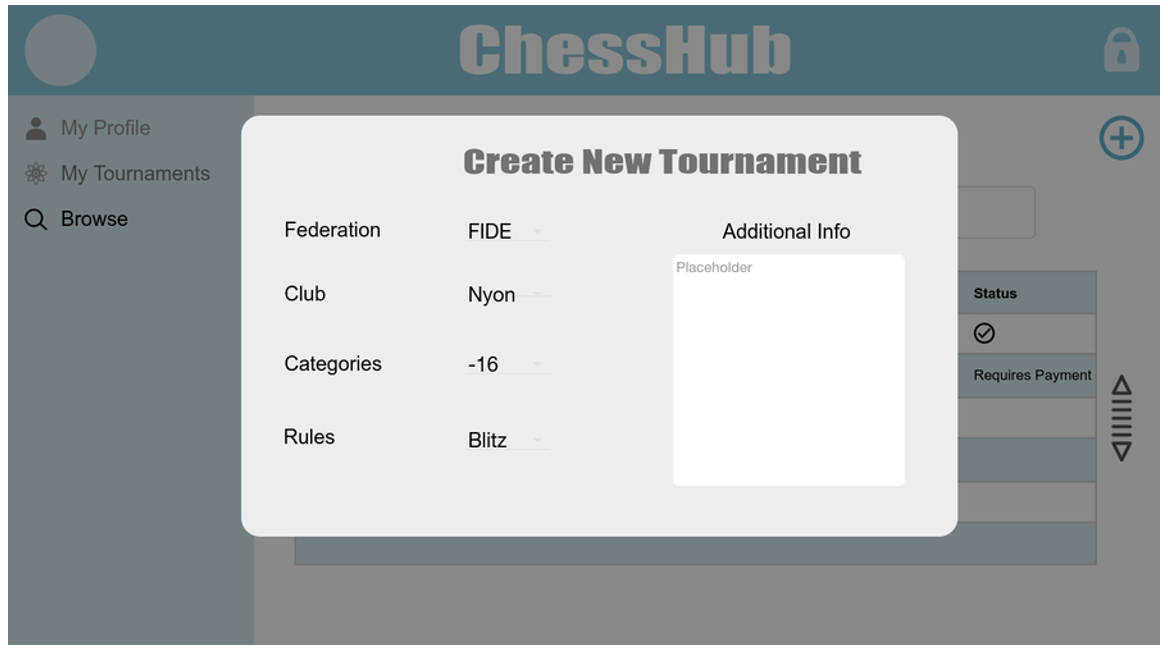 ChessHub
My Profile
My Tournaments
Browse
Create New Tournament
Federation
FIDE
Additional Info
Placeholder
Club
Nyon
Categories
-16
Rules
Blitz
Status
Requires Payment